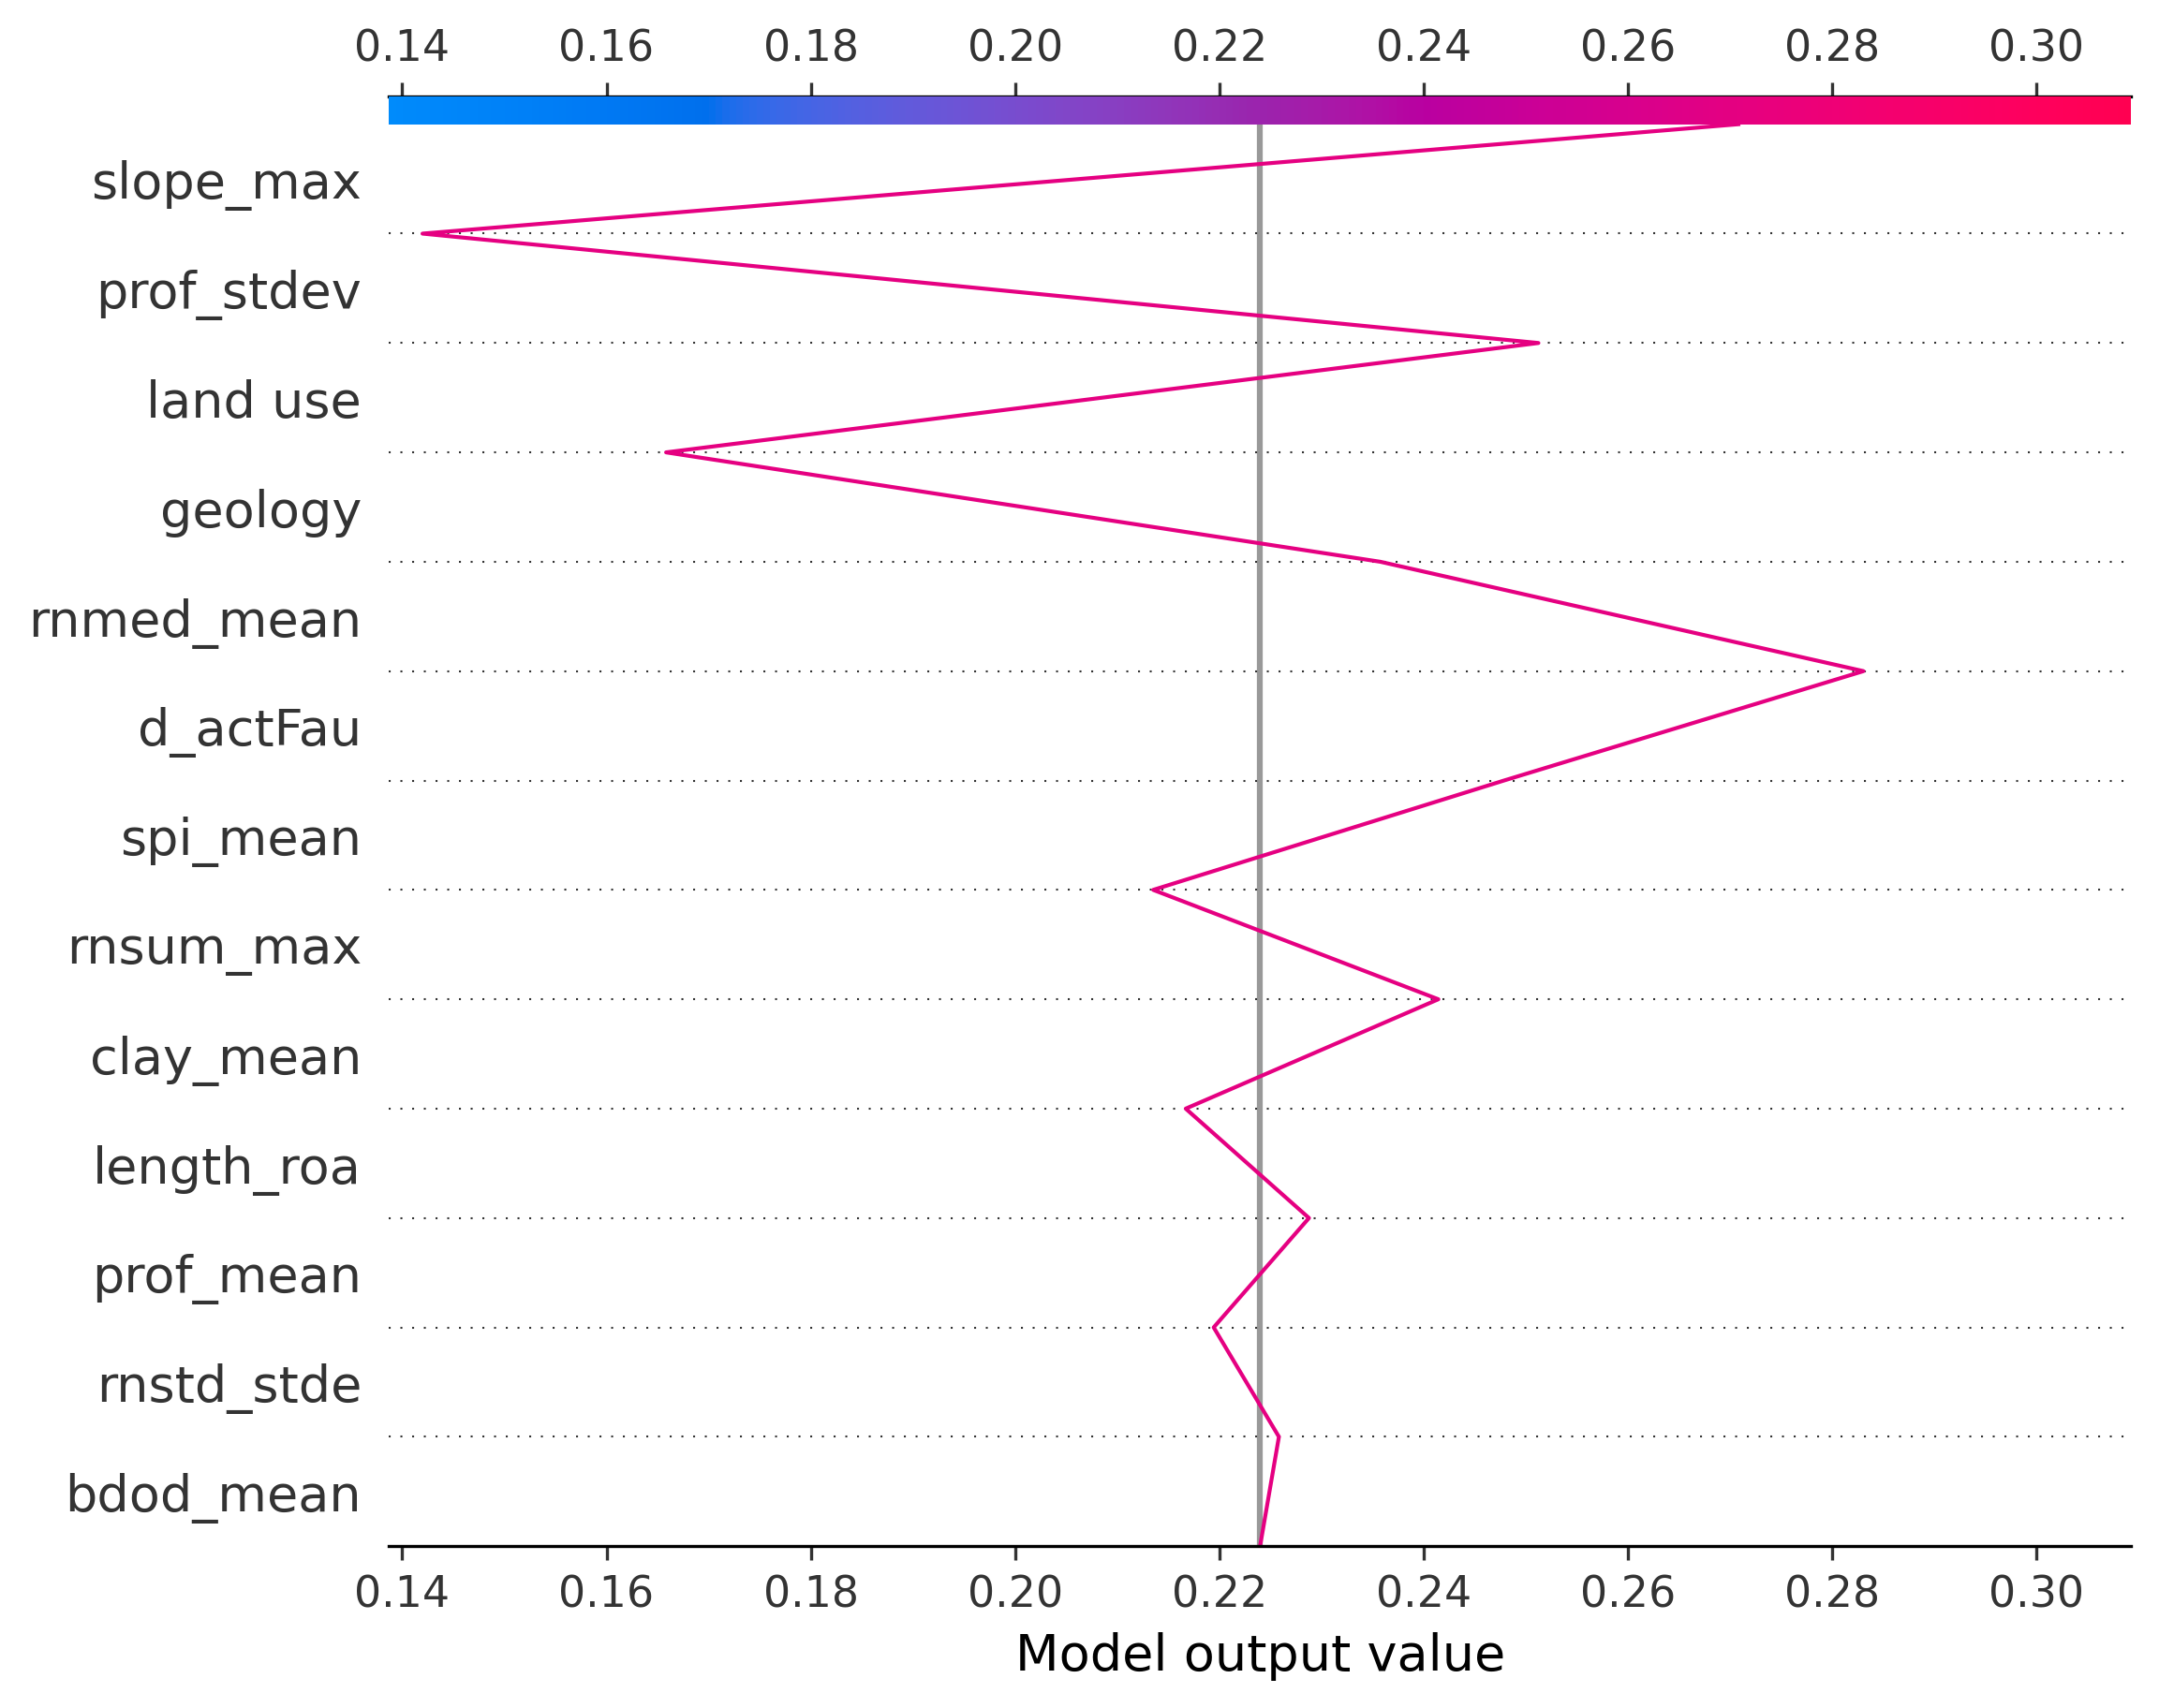 0.14 0.16 0.18 0.20 0.22 0.24 0.26 0.28 0.30
slope_max
prof_stdev
land use
geology
rnmed_mean
d_actFau
spi_mean
rnsum_max
clay_mean
length_roa
prof_mean
rnstd_stde
bdod_mean
0.14 0.16 0.18 0.20 0.22 0.24 0.26 0.28 0.30
Model output value